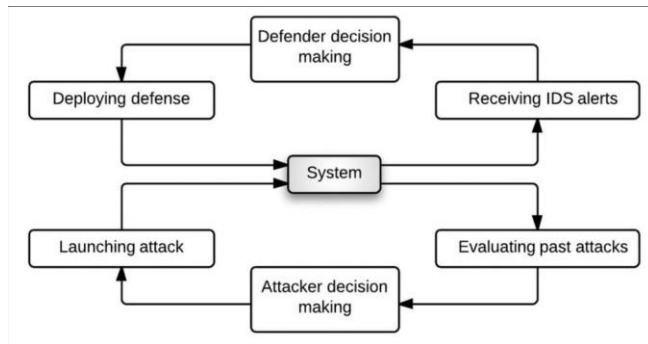 Defender decision
making
Deploying defense
Receiving IDS alerts
System
Launching attack
Evaluating past attacks
Attacker decision
making